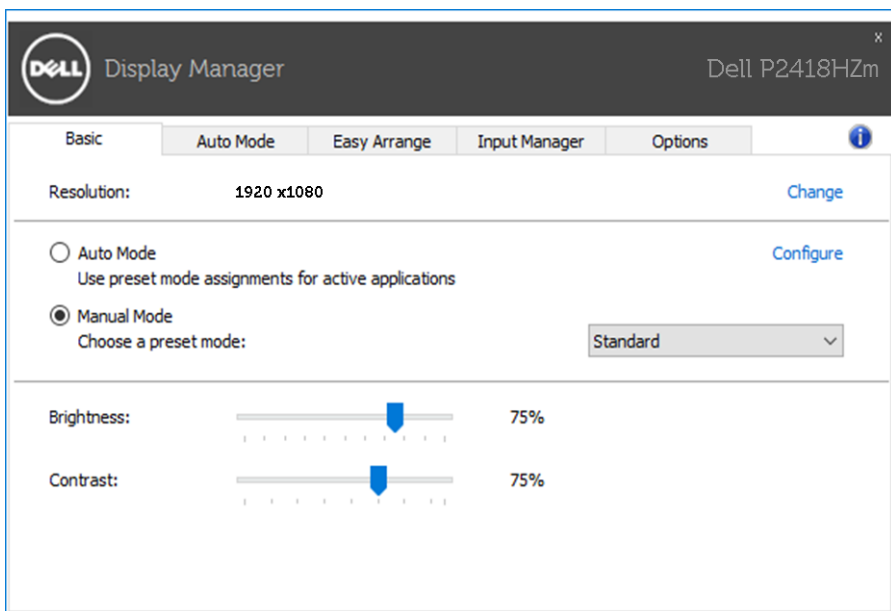 DELL Display Manager
x
Dell P2418HZm
Basic Auto Mode Easy Arrange Input Manager Options i
Resolution: 1920 x1080 Change
Auto Mode Configure
Use preset mode assignments for active applications
Manual Mode
Choose a preset mode: Standard
Brightness: 75%
Contrast: 75%